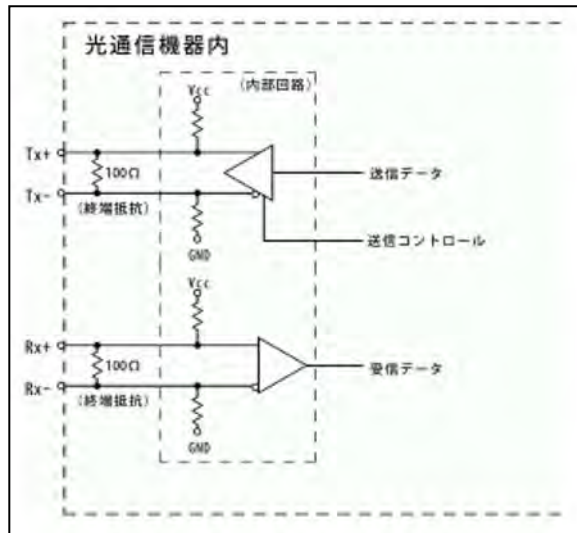 光通信機器内
(内部回路)
Vcc
Tx+
100Ω
送信データ
Tx-
(終端抵抗)
送信コントロール
GND
Vcc
Rx+
100Ω
受信データ
Rx-
(終端抵抗)
GND